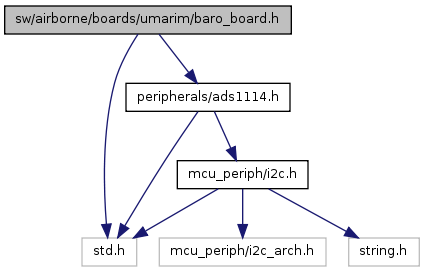 sw/airborne/boards/umarim/baro_board.h
peripherals/ads1114.h
mcu_periph/i2c.h
std.h
mcu_periph/i2c_arch.h
string.h